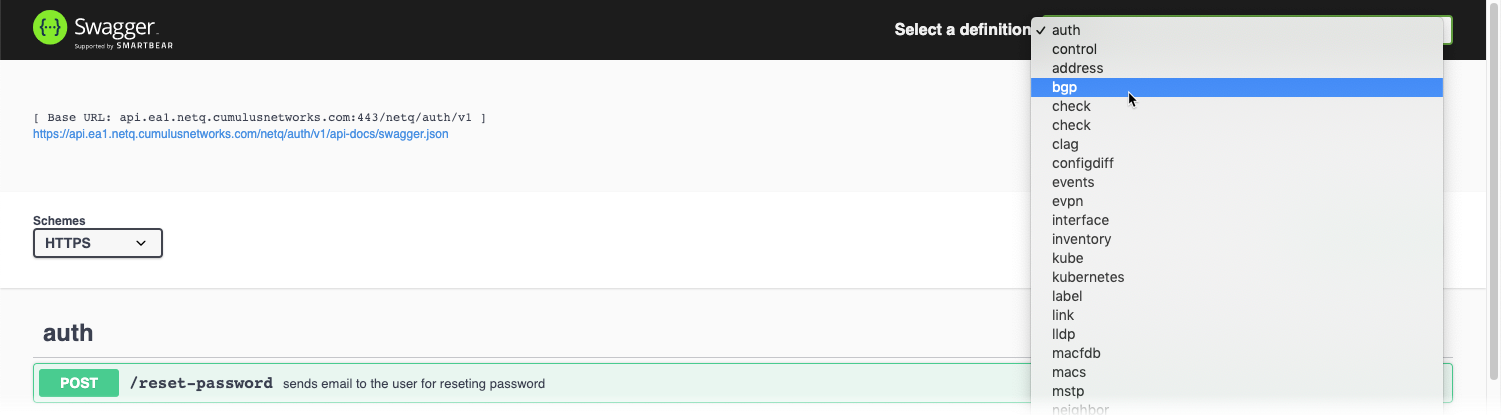 Swagger
Supported by SMARTBEAR
Select a definition
auth
control
address
bgp
check
check
clag
configdiff
events
evpn
interface
inventory
kube
kubernetes
label
link
lldp
macfdb
macs
mstp
neighbor
[ Base URL: api.ea1.netq.cumulusnetworks.com:443/netq/auth/v1 ]
https://api.ea1.netq.cumulusnetworks.com/netq/auth/v1/api-docs/swagger.json
Schemes
HTTPS
auth
POST /reset-password sends email to the user for reseting password